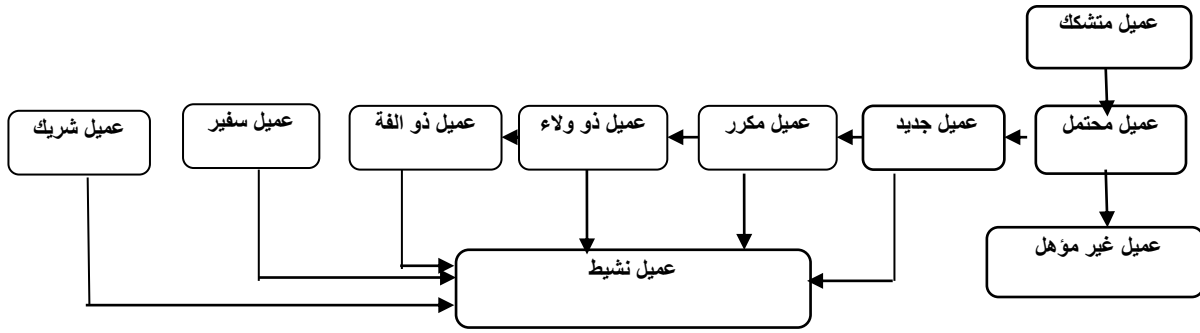 عميل متشكك
عميل محتمل
عميل جديد
عميل مكرر
عميل ذو ولاء
عميل ذو الفة
عميل سفير
عميل شريك
عميل غير مؤهل
عميل نشيط